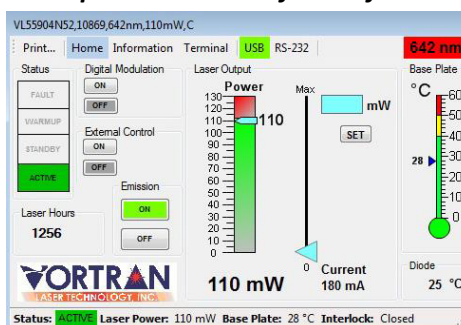 VL55904N52,10869,642nm,110mW,C
Print... Home Information Terminal USB RS-232 642 nm
Status
FAULT
WARMUP
STANDBY
ACTIVE
Laser Hours
1256
Digital Modulation
ON
OFF
External Control
ON
OFF
Emission
ON
OFF
Laser Output
Power
130
120
110
100
90
80
70
60
50
40
30
20
10
0
110
110 mW
Max
0
mW
SET
Current
180 mA
Base Plate
°C
60
50
40
30
20
10
0
28
Diode
25 °C
VORTRAN
LASER TECHNOLOGY INC.
Status: ACTIVE Laser Power: 110 mW Base Plate: 28 °C Interlock: Closed